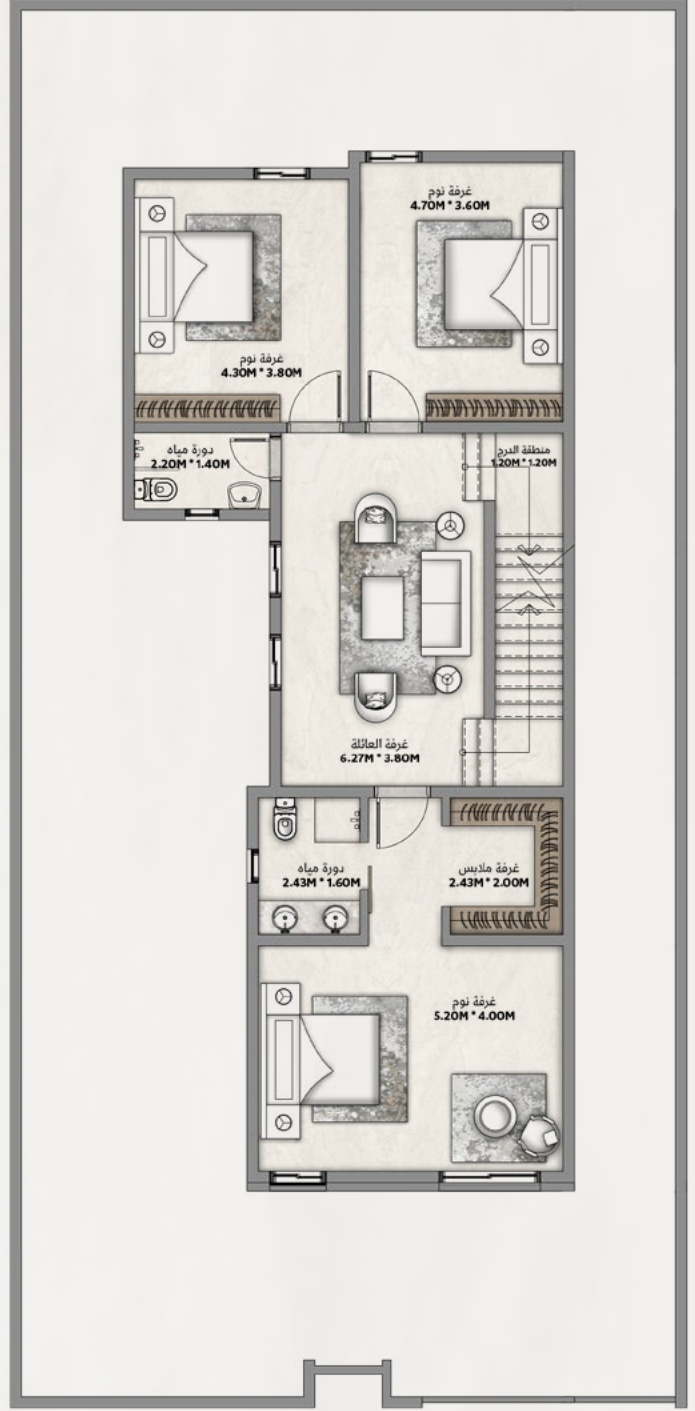 غرفة نوم
4.70M * 3.60M
غرفة نوم
4.30M * 3.80M
دورة مياه
2.20M * 1.40M
منطقة الدرج
1.20M * 1.20M
غرفة العائلة
6.27M * 3.80M
دورة مياه
2.43M * 1.60M
غرفة ملابس
2.43M * 2.00M
غرفة نوم
5.20M * 4.00M